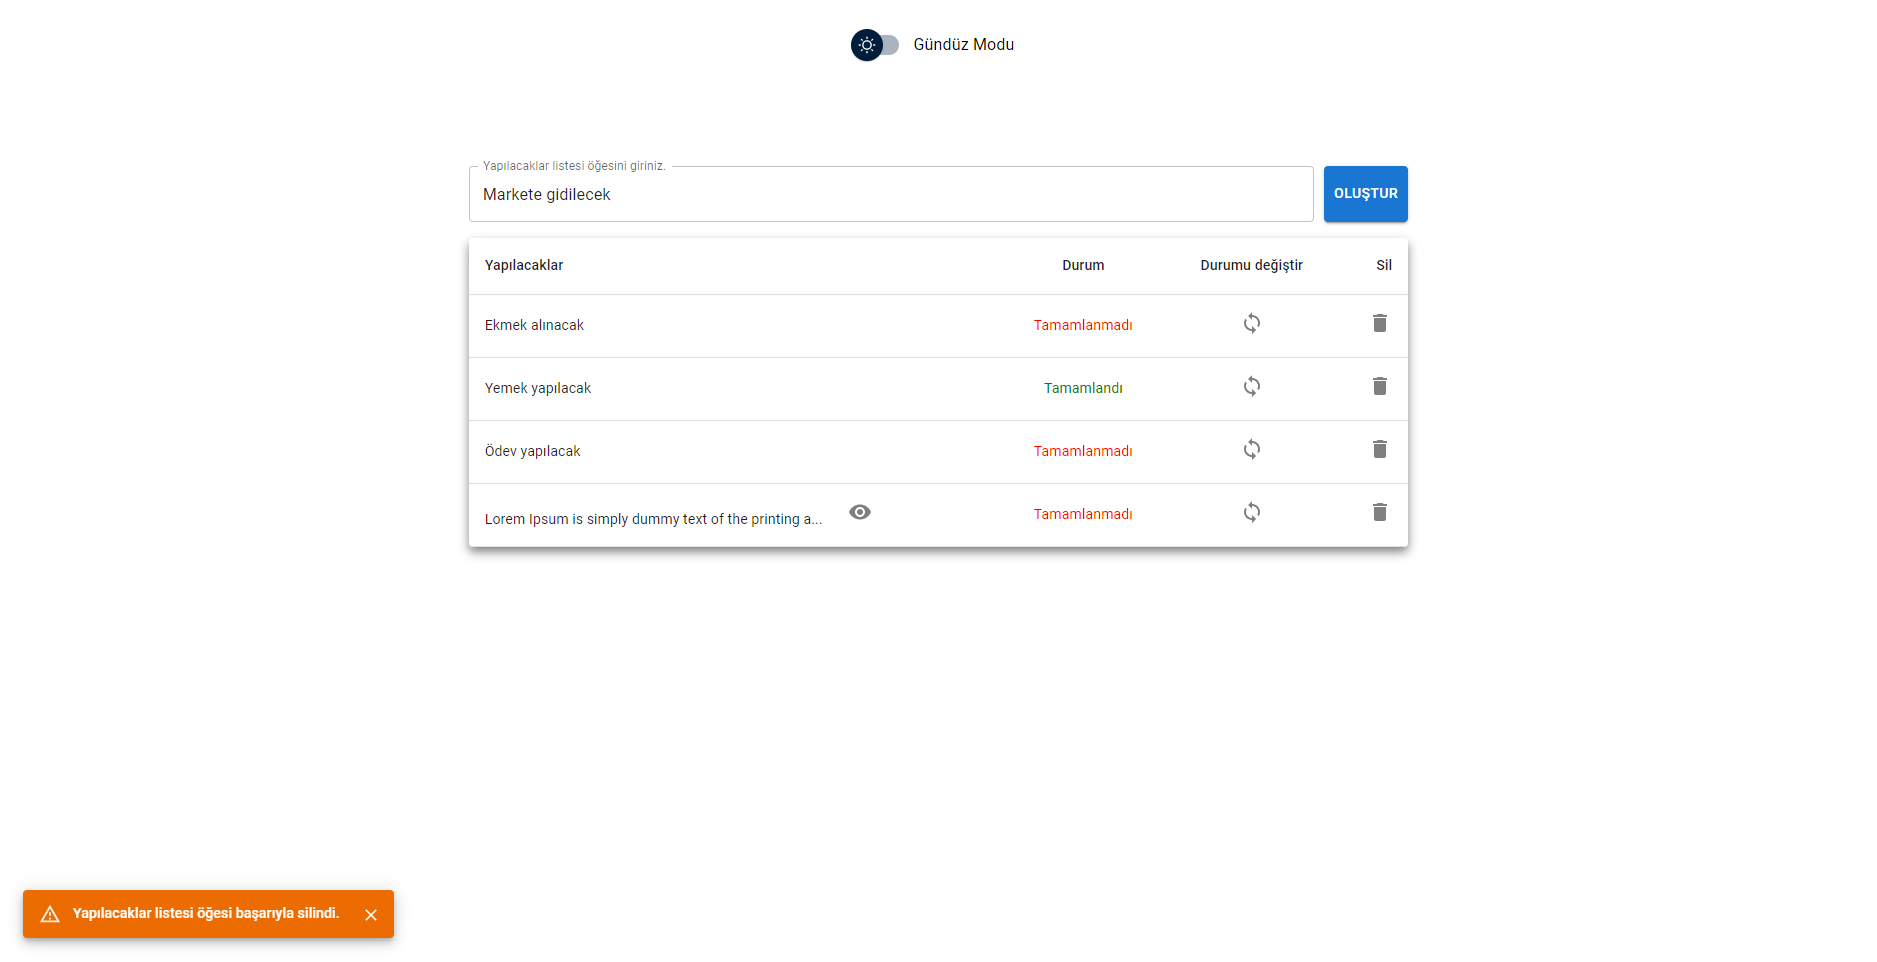 Gündüz Modu
Yapılacaklar listesi öğesini giriniz.
Markete gidilecek
OLUŞTUR
Yapılacaklar Durum Durumu değiştir Sil
Ekmek alınacak Tamamlanmadı
Yemek yapılacak Tamamlandı
Ödev yapılacak Tamamlanmadı
Lorem Ipsum is simply dummy text of the printing a... Tamamlanmadı
Yapılacaklar listesi öğesi başarıyla silindi.